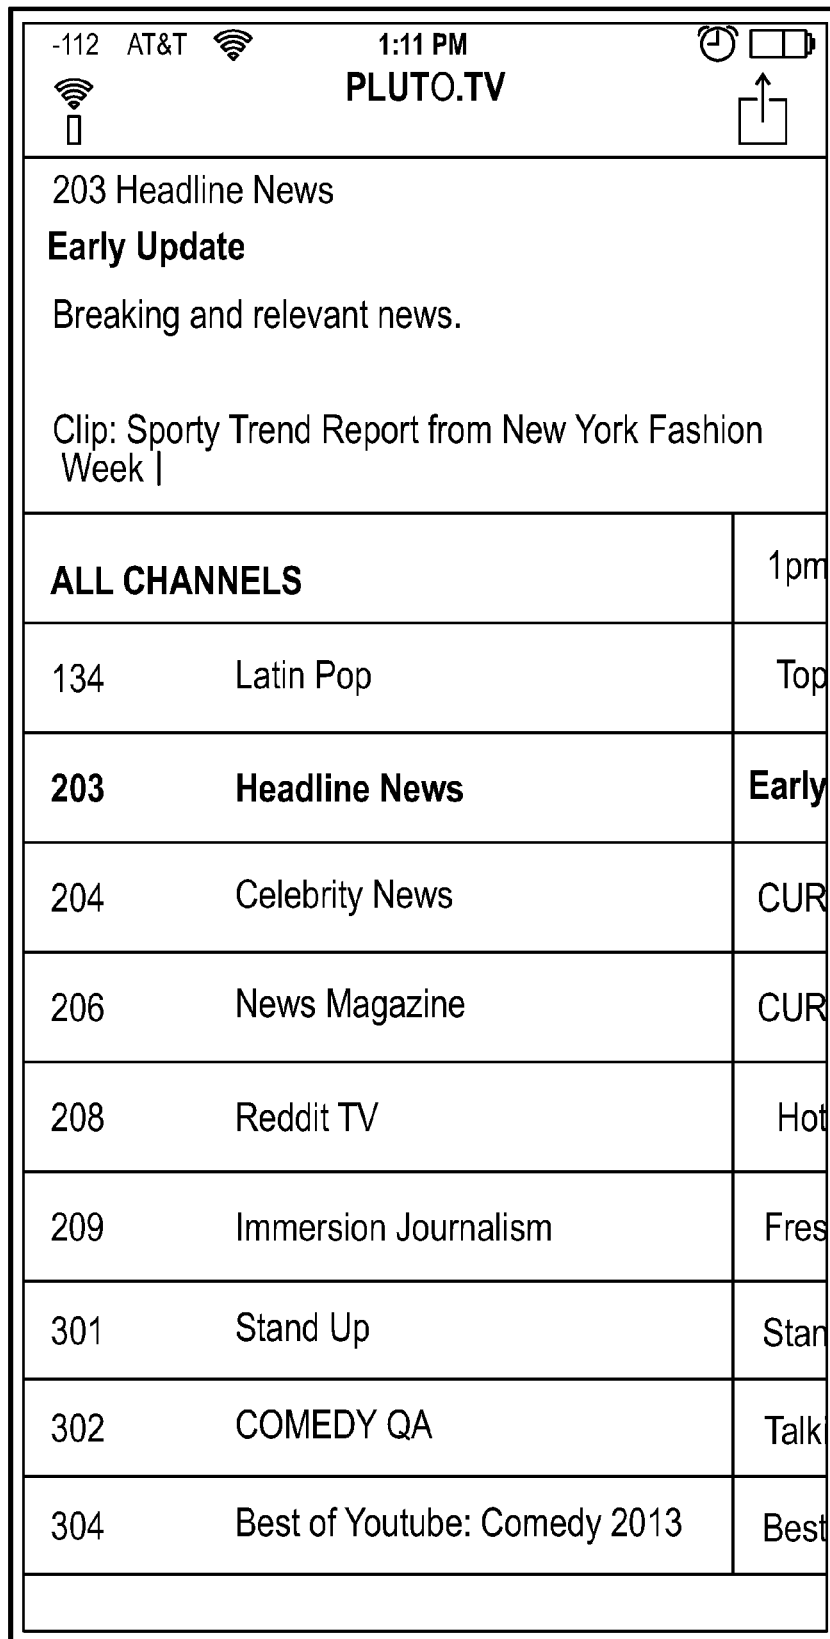 -112 AT&T 1:11 PM
PLUTO.TV
203 Headline News
Early Update
Breaking and relevant news.
Clip: Sporty Trend Report from New York Fashion
Week |
ALL CHANNELS 1pm
134 Latin Pop Top
203 Headline News Early
204 Celebrity News CUR
206 News Magazine CUR
208 Reddit TV Hot
209 Immersion Journalism Fres
301 Stand Up Stan
302 COMEDY QA Talki
304 Best of Youtube: Comedy 2013 Best